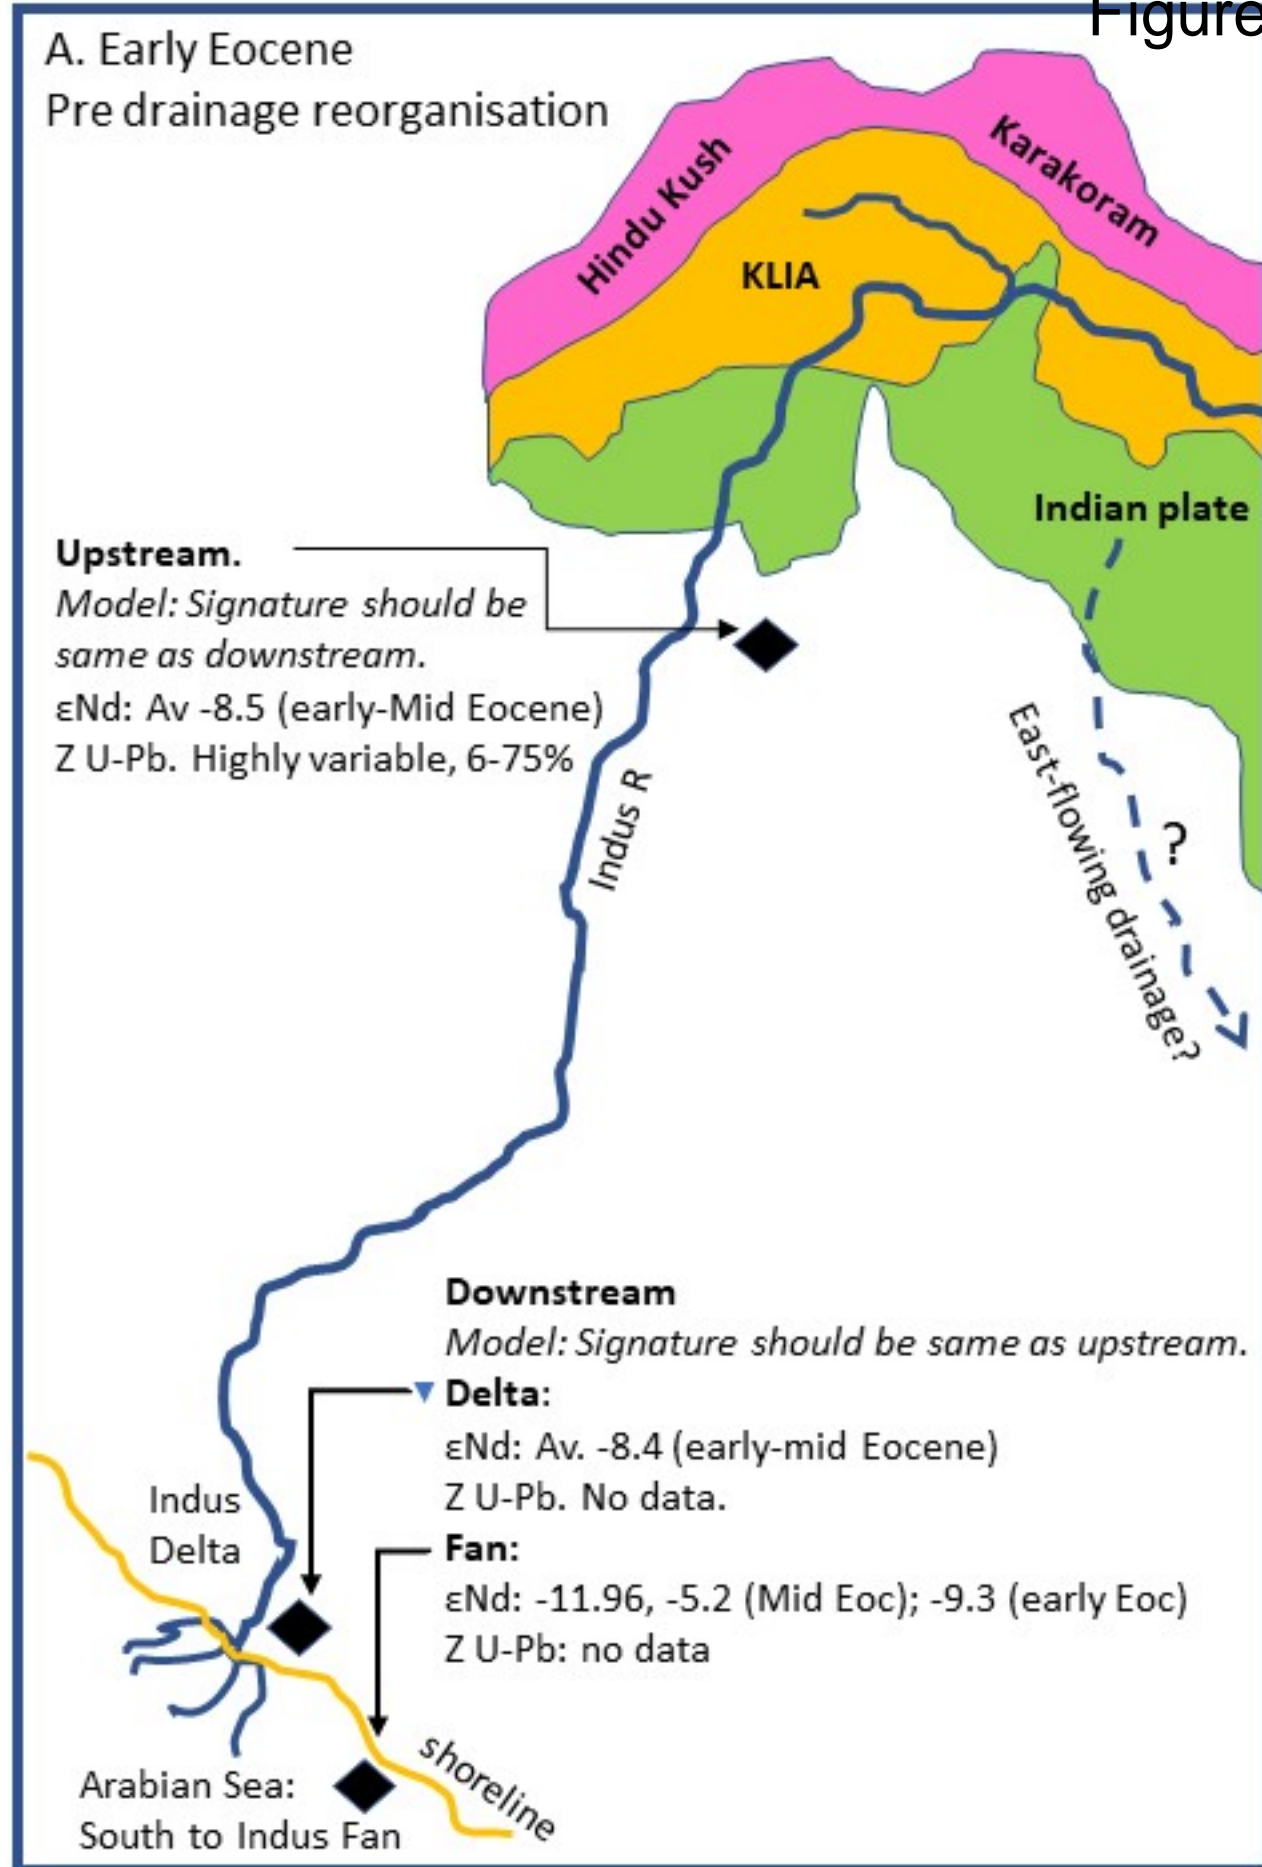 Figure
A. Early Eocene
Pre drainage reorganisation
Hindu Kush
Karakoram
KLIA
Indian plate
Upstream.
Model: Signature should be
same as downstream.
εNd: Av -8.5 (early-Mid Eocene)
Z U-Pb. Highly variable, 6-75%
Indus R
East-flowing drainage?
?
Downstream
Model: Signature should be same as upstream.
Delta:
εNd: Av. -8.4 (early-mid Eocene)
Z U-Pb. No data.
Indus
Delta
Fan:
εNd: -11.96, -5.2 (Mid Eoc); -9.3 (early Eoc)
Z U-Pb: no data
shoreline
Arabian Sea:
South to Indus Fan